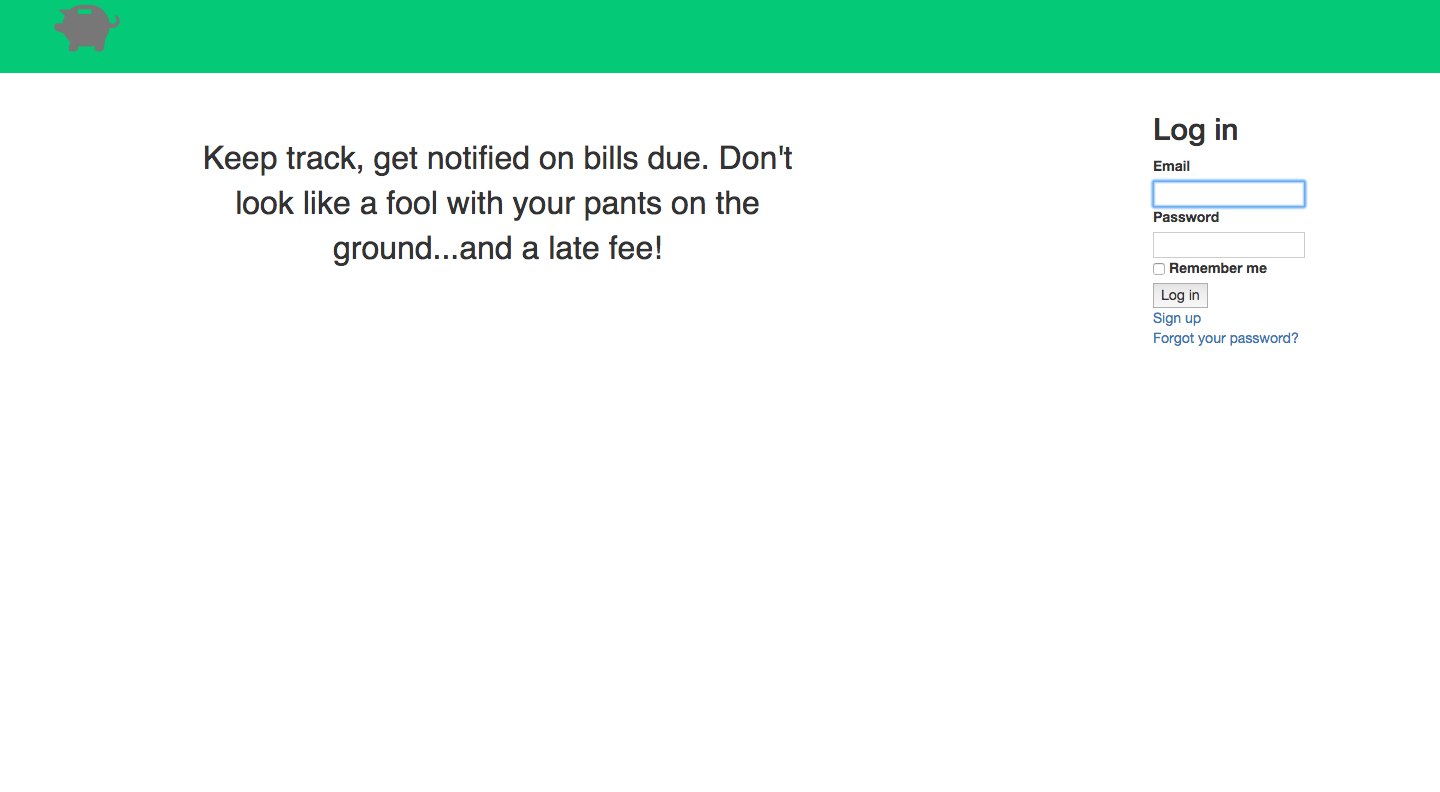 Keep track, get notified on bills due. Don't
look like a fool with your pants on the
ground...and a late fee!
Log in
Email
Password
Remember me
Log in
Sign up
Forgot your password?